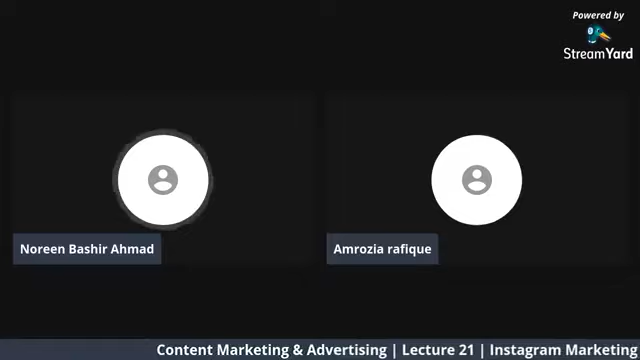 Powered by
StreamYard
Noreen Bashir Ahmad
Amrozia rafique
Content Marketing & Advertising | Lecture 21 | Instagram Marketing